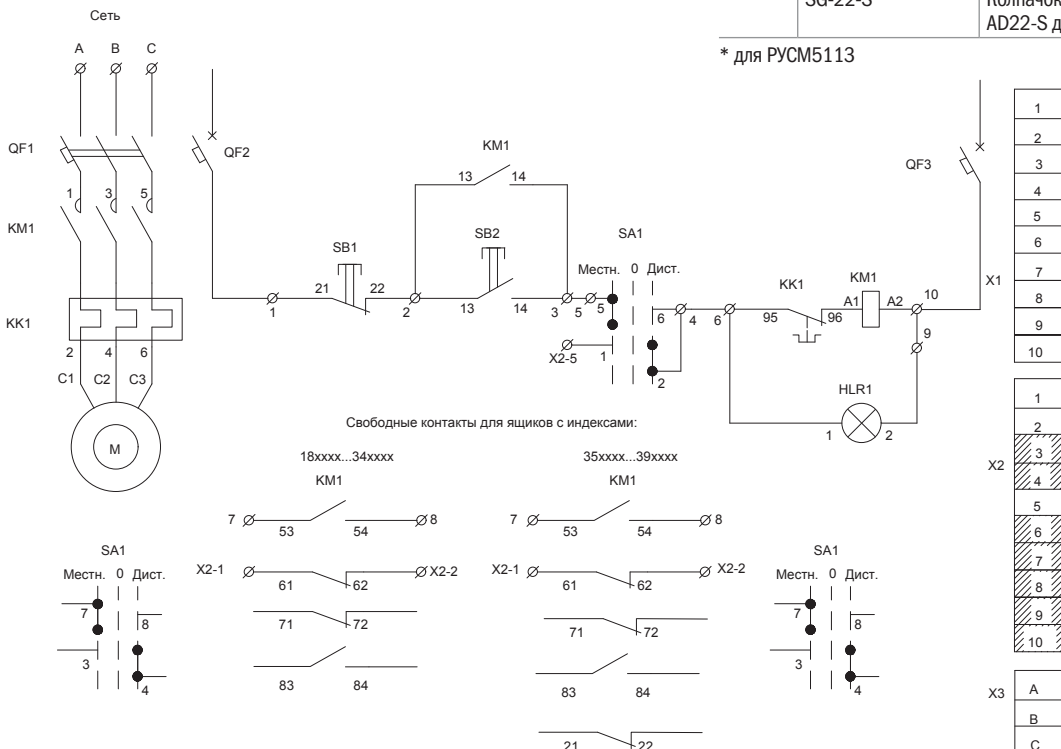 SG-22-S Колпачок
AD22-S д
* для РУСМ5113
Сеть
A B C
QF1
QF2
KM1
QF3
1 3 5
13 14
KM1
SB1
SB2
SA1
Местн. 0 Дист.
21 22
13 14
1
2
3 5 5
6 4 6
KK1
KM1
95 96
A1 A2
10
9
X2-5 1
2
KK1
2 4 6
C1 C2 C3
M
HLR1
1 2
Свободные контакты для ящиков с индексами:
18xxxx...34xxxx
KM1
7 53 54 8
X2-1 61 62 X2-2
71 72
83 84
35xxxx...39xxxx
KM1
7 53 54 8
X2-1 61 62 X2-2
71 72
83 84
21 22
SA1
Местн. 0 Дист.
7 8
3 4
SA1
Местн. 0 Дист.
7 8
3 4
X1
1
2
3
4
5
6
7
8
9
10
X2
1
2
3
4
5
6
7
8
9
10
X3
A
B
C